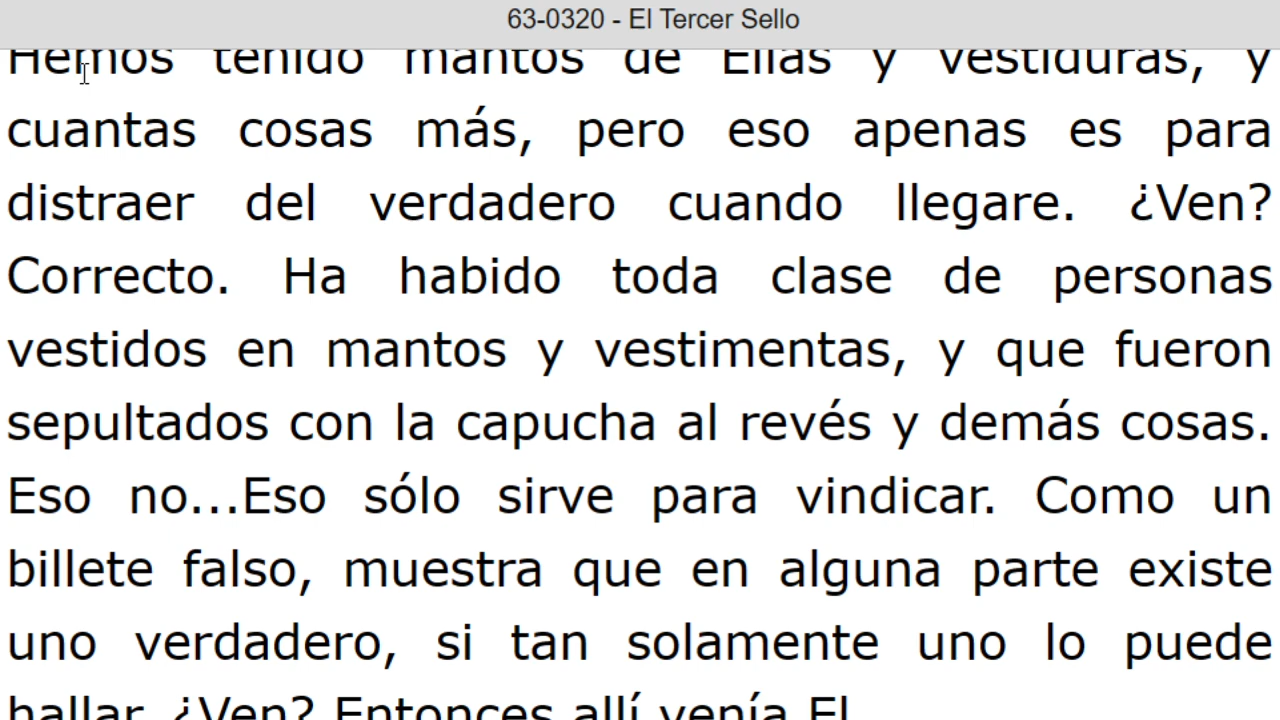 63-0320 - El Tercer Sello
Hemos tenido mantos de Elías y vestiduras, y
cuantas cosas más, pero eso apenas es para
distraer del verdadero cuando llegare. ¿Ven?
Correcto. Ha habido toda clase de personas
vestidos en mantos y vestimentas, y que fueron
sepultados con la capucha al revés y demás cosas.
Eso no...Eso sólo sirve para vindicar. Como un
billete falso, muestra que en alguna parte existe
uno verdadero, si tan solamente uno lo puede
hallar. ¿Ven? Entonces allí venía El.